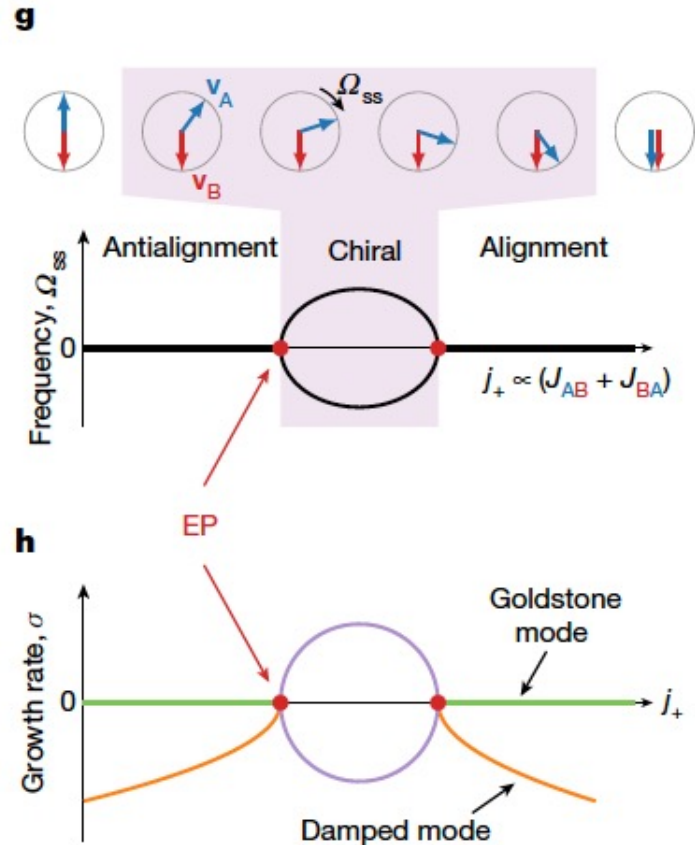 g
v_A
Ω_ss
v_B
Antialignment
Chiral
Alignment
Frequency, Ω_ss
0
j_+ ∝ (J_AB + J_BA)
EP
h
Goldstone
mode
Growth rate, σ
0
j_+
Damped mode